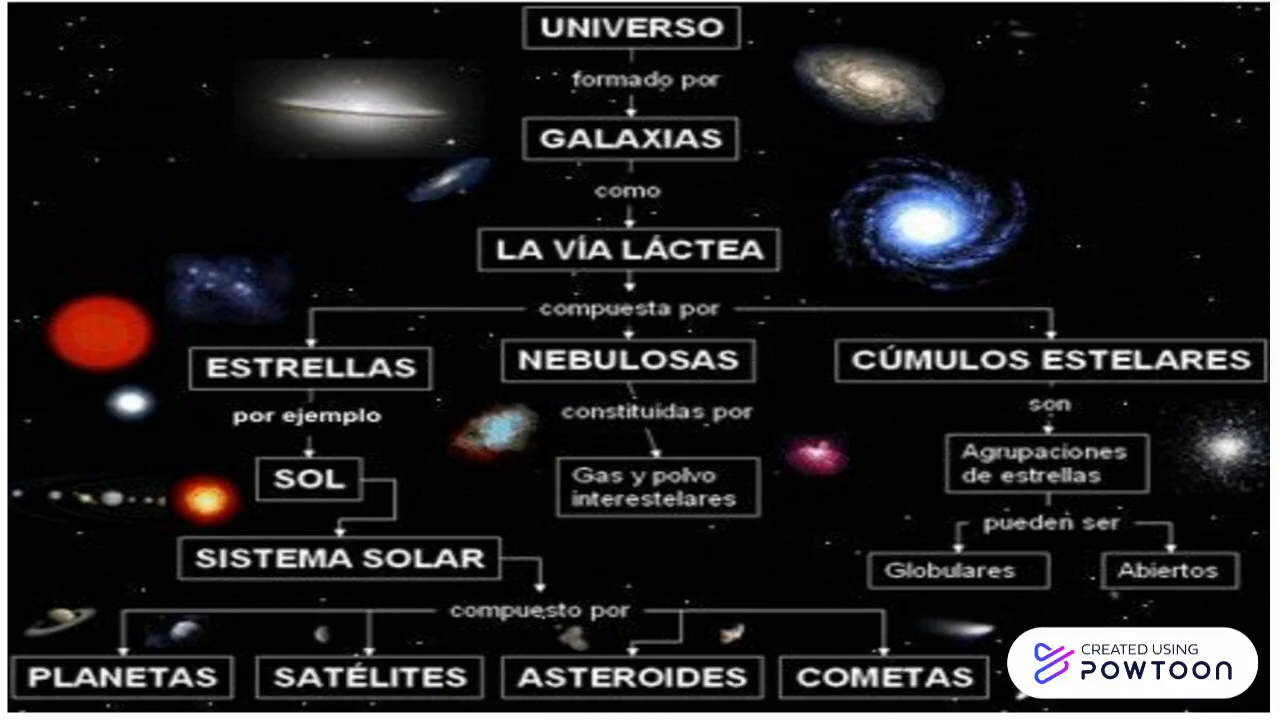 UNIVERSO
formado por
GALAXIAS
como
LA VÍA LÁCTEA
compuesta por
ESTRELLAS
NEBULOSAS
CÚMULOS ESTELARES
por ejemplo
constituidas por
son
SOL
Gas y polvo
interestelares
Agrupaciones
de estrellas
pueden ser
SISTEMA SOLAR
Globulares
Abiertos
compuesto por
PLANETAS
SATÉLITES
ASTEROIDES
COMETAS
CREATED USING
POWTOON